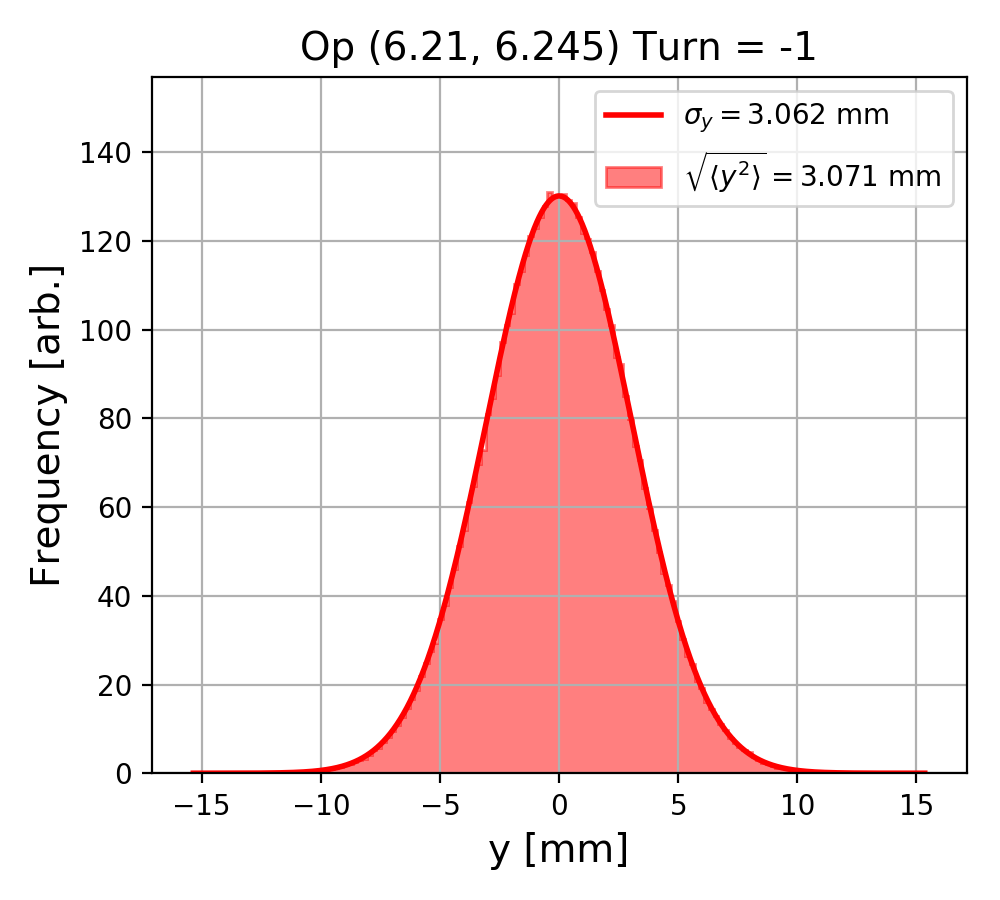 Op (6.21, 6.245) Turn = -1
σ_y = 3.062 mm
√⟨y²⟩ = 3.071 mm
Frequency [arb.]
140
120
100
80
60
40
20
0
−15 −10 −5 0 5 10 15
y [mm]